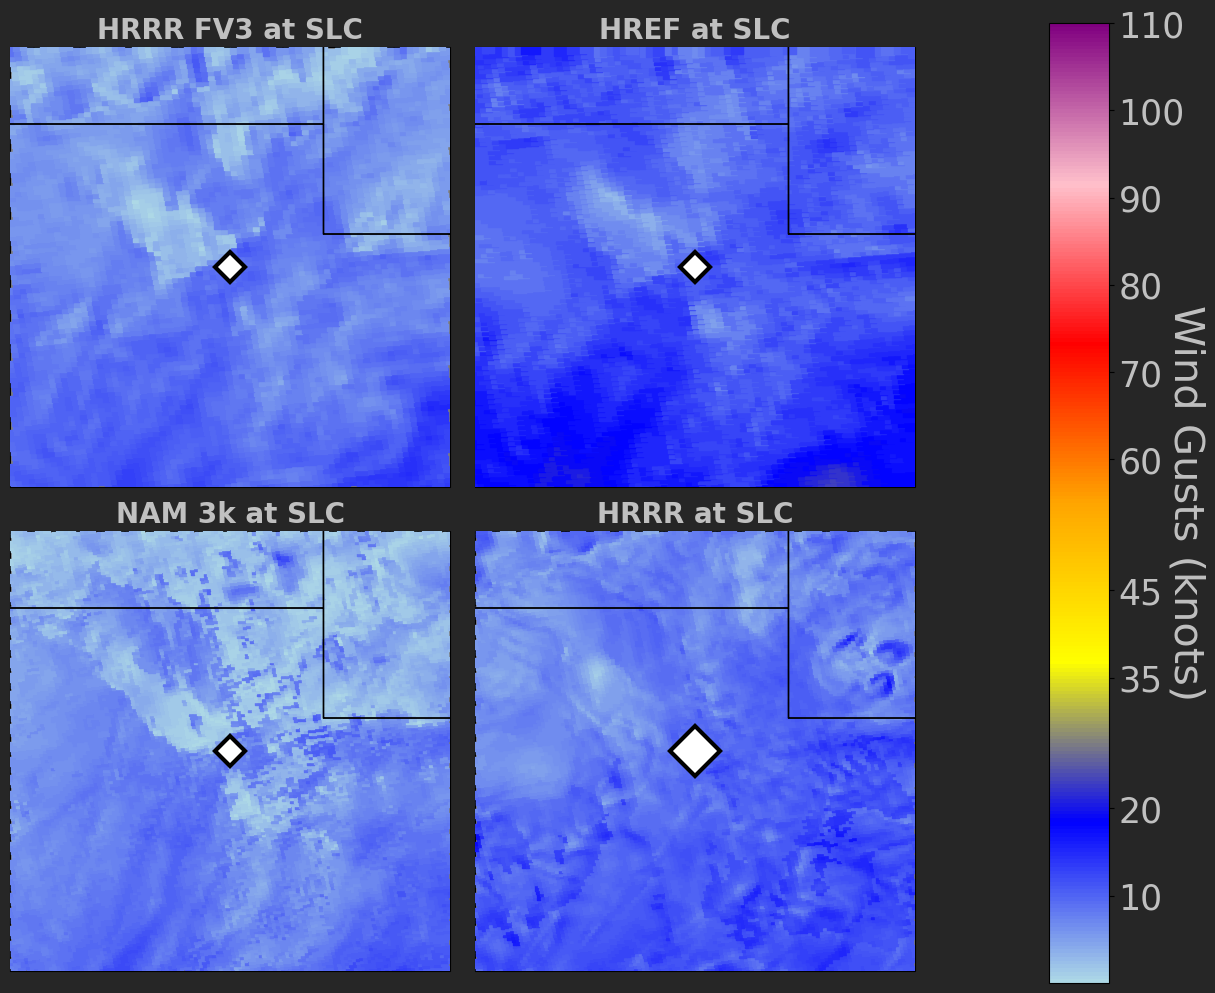 HRRR FV3 at SLC
HREF at SLC
NAM 3k at SLC
HRRR at SLC
110
100
90
80
70
60
45
35
20
10
Wind Gusts (knots)